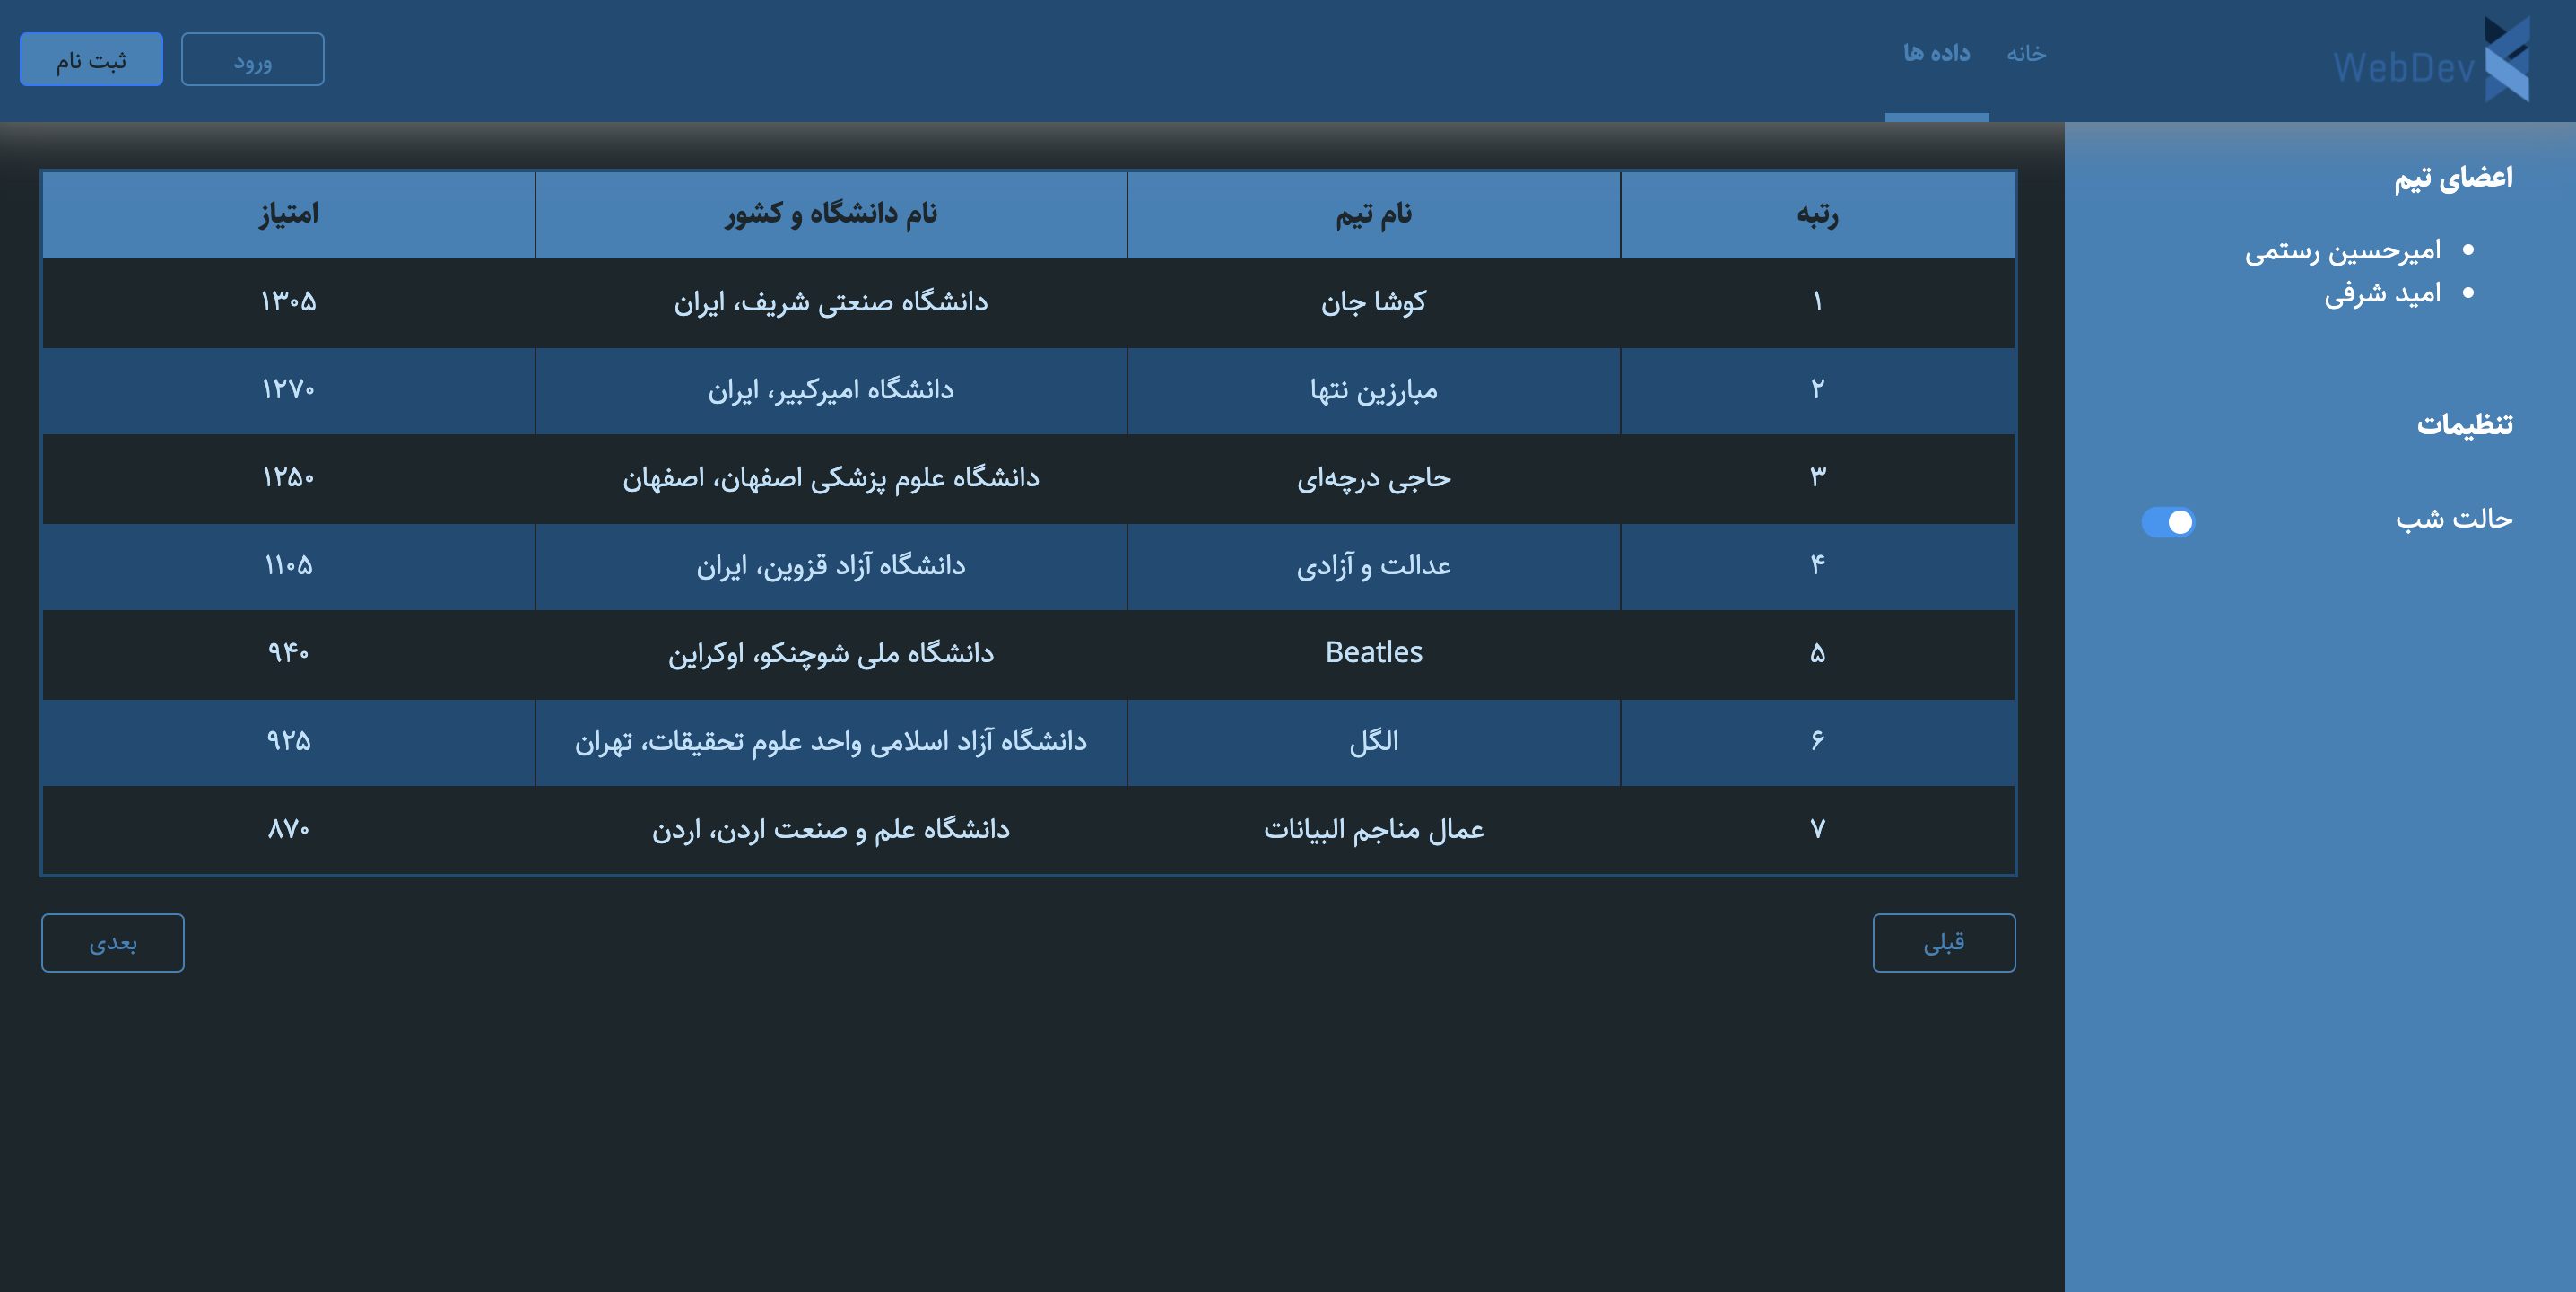 WebDev
خانه
داده ها
ورود
ثبت نام
اعضای تیم
امیرحسین رستمی
امید شرفی
تنظیمات
حالت شب
رتبه نام تیم نام دانشگاه و کشور امتیاز
۱ کوشا جان دانشگاه صنعتی شریف، ایران ۱۳۰۵
۲ مبارزین نتها دانشگاه امیرکبیر، ایران ۱۲۷۰
۳ حاجی درچه‌ای دانشگاه علوم پزشکی اصفهان، اصفهان ۱۲۵۰
۴ عدالت و آزادی دانشگاه آزاد قزوین، ایران ۱۱۰۵
۵ Beatles دانشگاه ملی شوچنکو، اوکراین ۹۴۰
۶ الگل دانشگاه آزاد اسلامی واحد علوم تحقیقات، تهران ۹۲۵
۷ عمال مناجم البیانات دانشگاه علم و صنعت اردن، اردن ۸۷۰
قبلی
بعدی